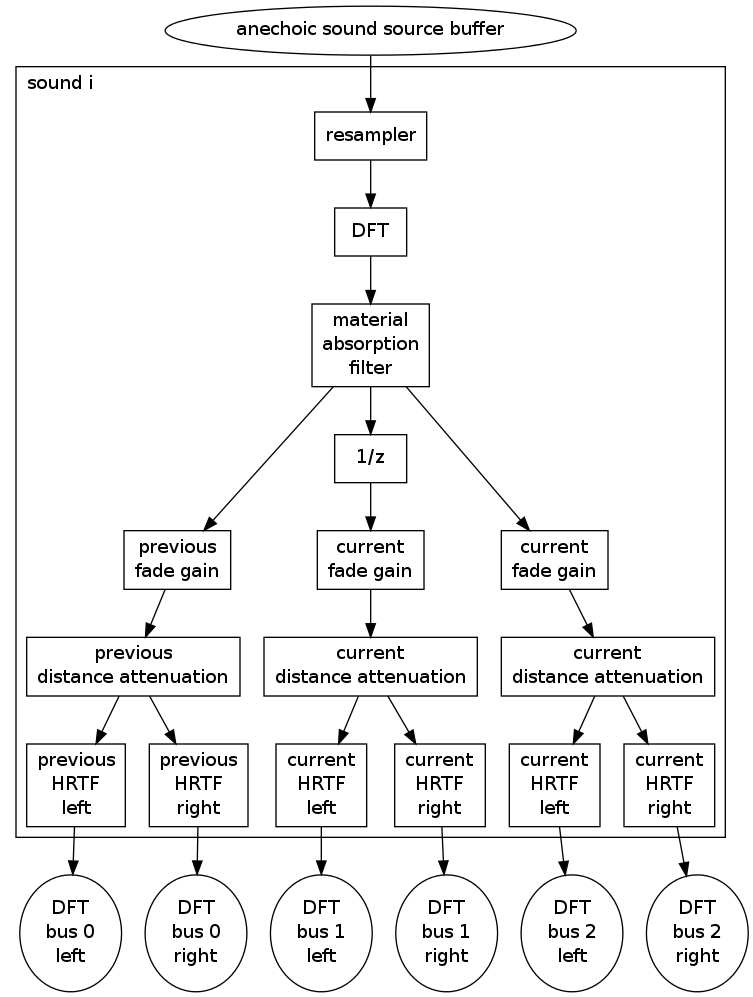 anechoic sound source buffer
sound i
resampler
DFT
material
absorption
filter
1/z
previous
fade gain
current
fade gain
current
fade gain
previous
distance attenuation
current
distance attenuation
current
distance attenuation
previous
HRTF
left
previous
HRTF
right
current
HRTF
left
current
HRTF
right
current
HRTF
left
current
HRTF
right
DFT
bus 0
left
DFT
bus 0
right
DFT
bus 1
left
DFT
bus 1
right
DFT
bus 2
left
DFT
bus 2
right